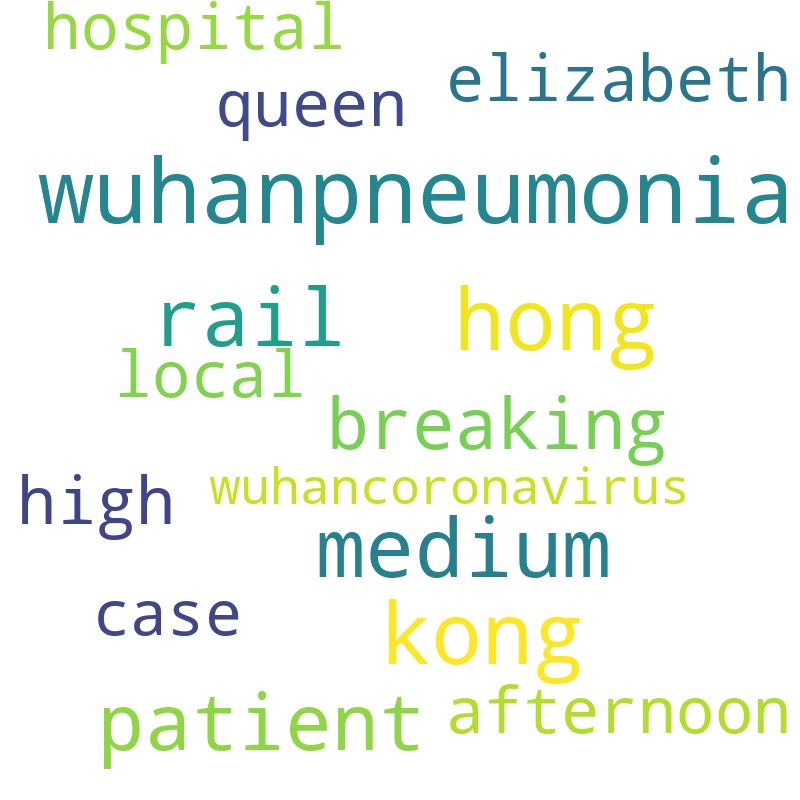 hospital
elizabeth
queen
wuhanpneumonia
rail
hong
local
breaking
high
wuhancoronavirus
medium
case
kong
patient
afternoon